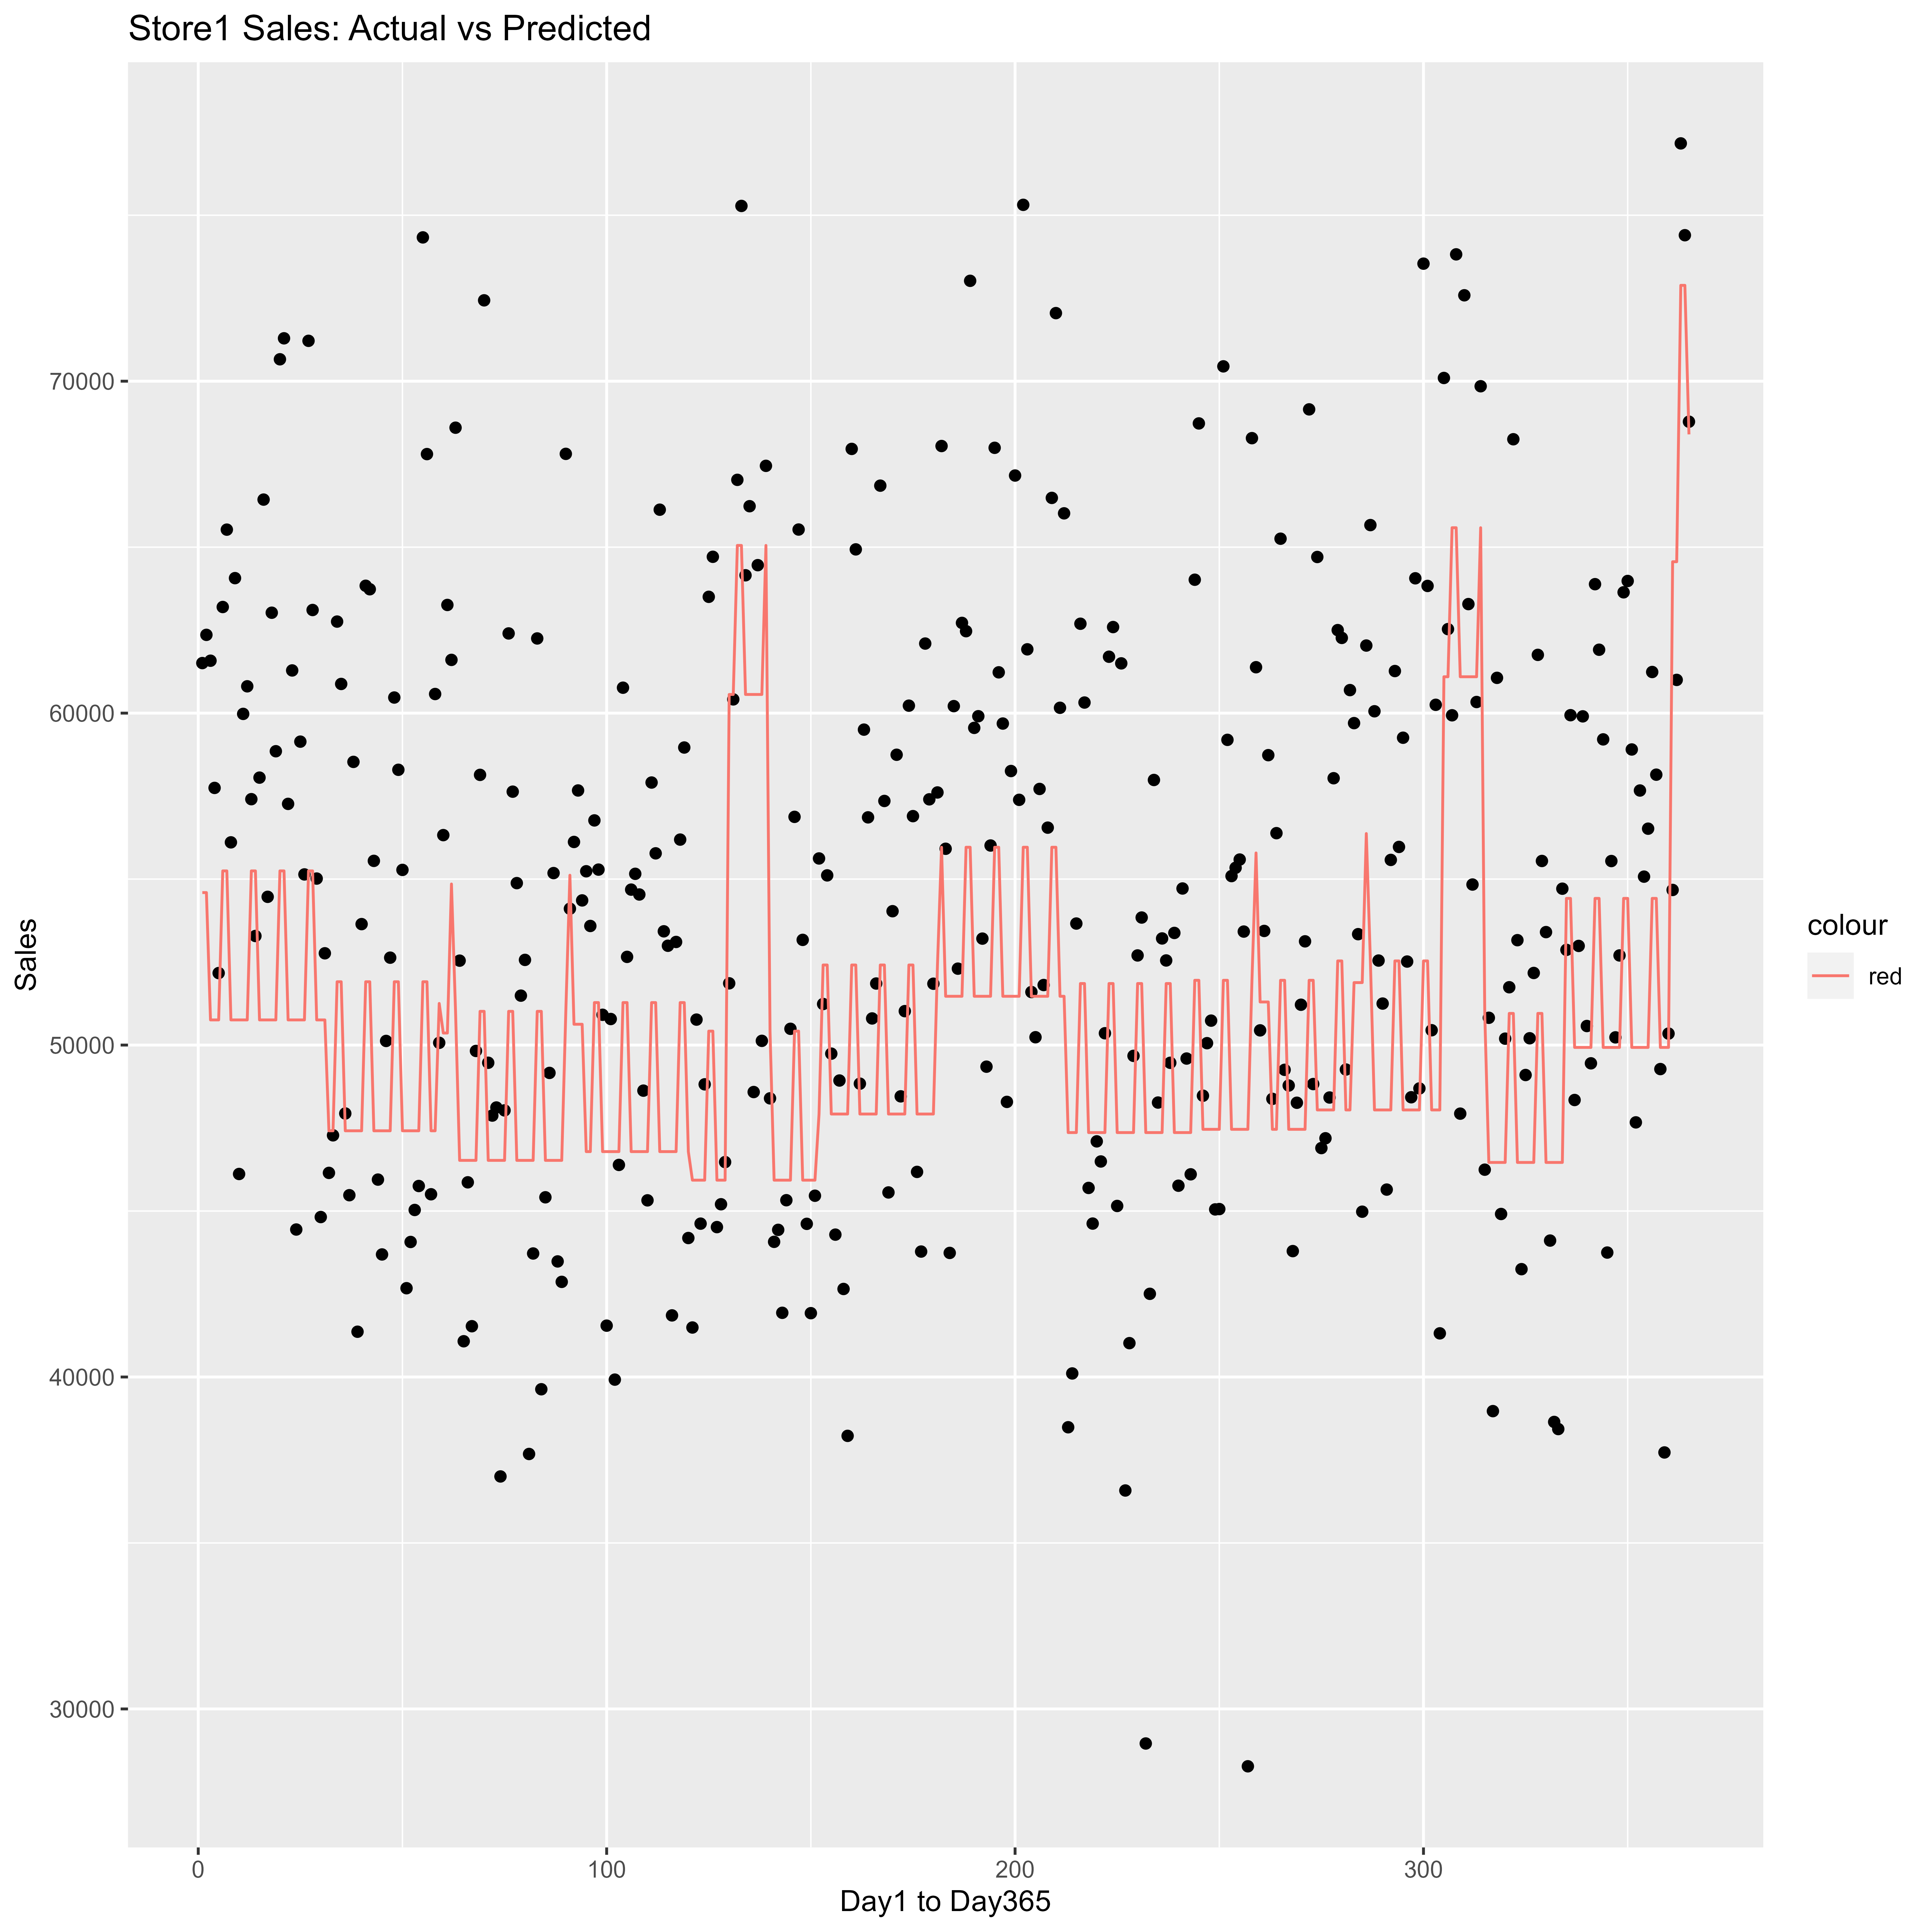 Store1 Sales: Actual vs Predicted
Sales
70000
60000
50000
40000
30000
0 100 200 300
Day1 to Day365
colour
red